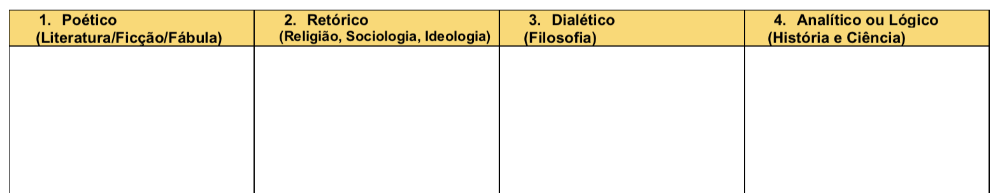 1. Poético
(Literatura/Ficção/Fábula)
2. Retórico
(Religião, Sociologia, Ideologia)
3. Dialético
(Filosofia)
4. Analítico ou Lógico
(História e Ciência)